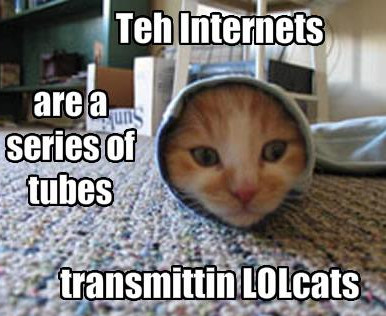 Teh Internets
are a
series of
tubes
transmittin LOLcats